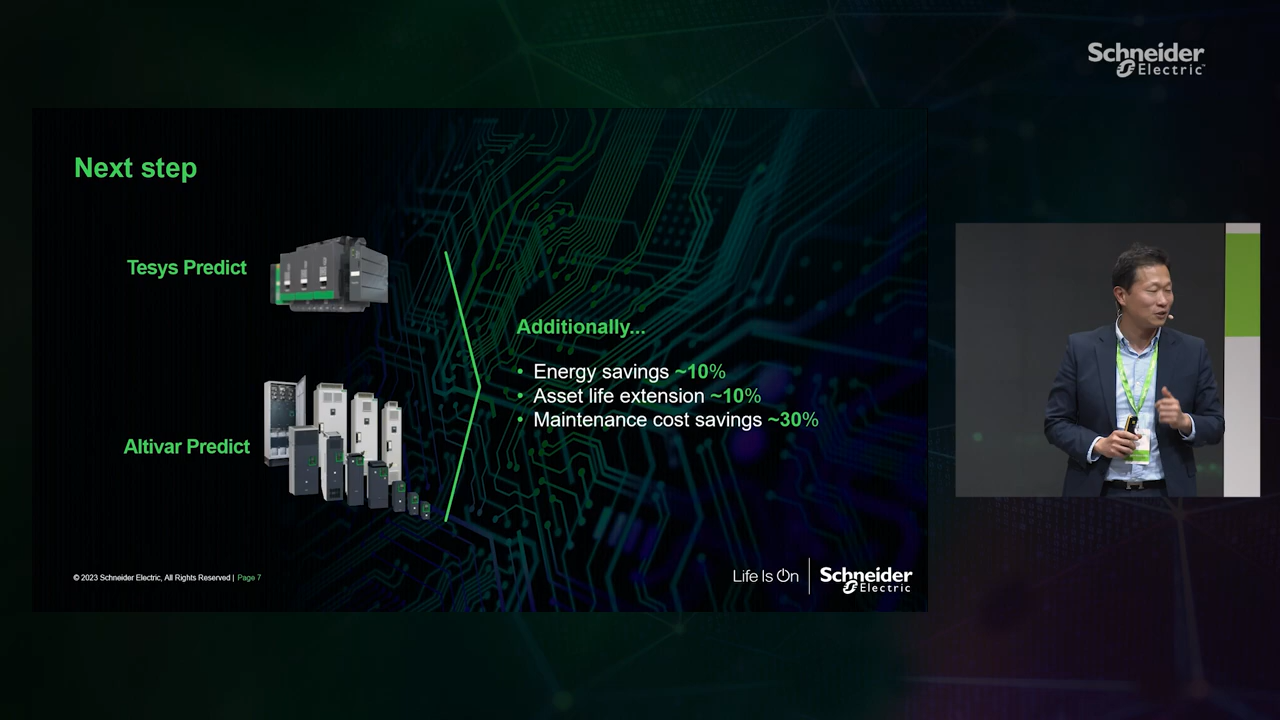 Schneider
Electric
Next step
Tesys Predict
Additionally...
• Energy savings ~10%
• Asset life extension ~10%
• Maintenance cost savings ~30%
Altivar Predict
© 2023 Schneider Electric, All Rights Reserved | Page 7
Life Is On
Schneider
Electric